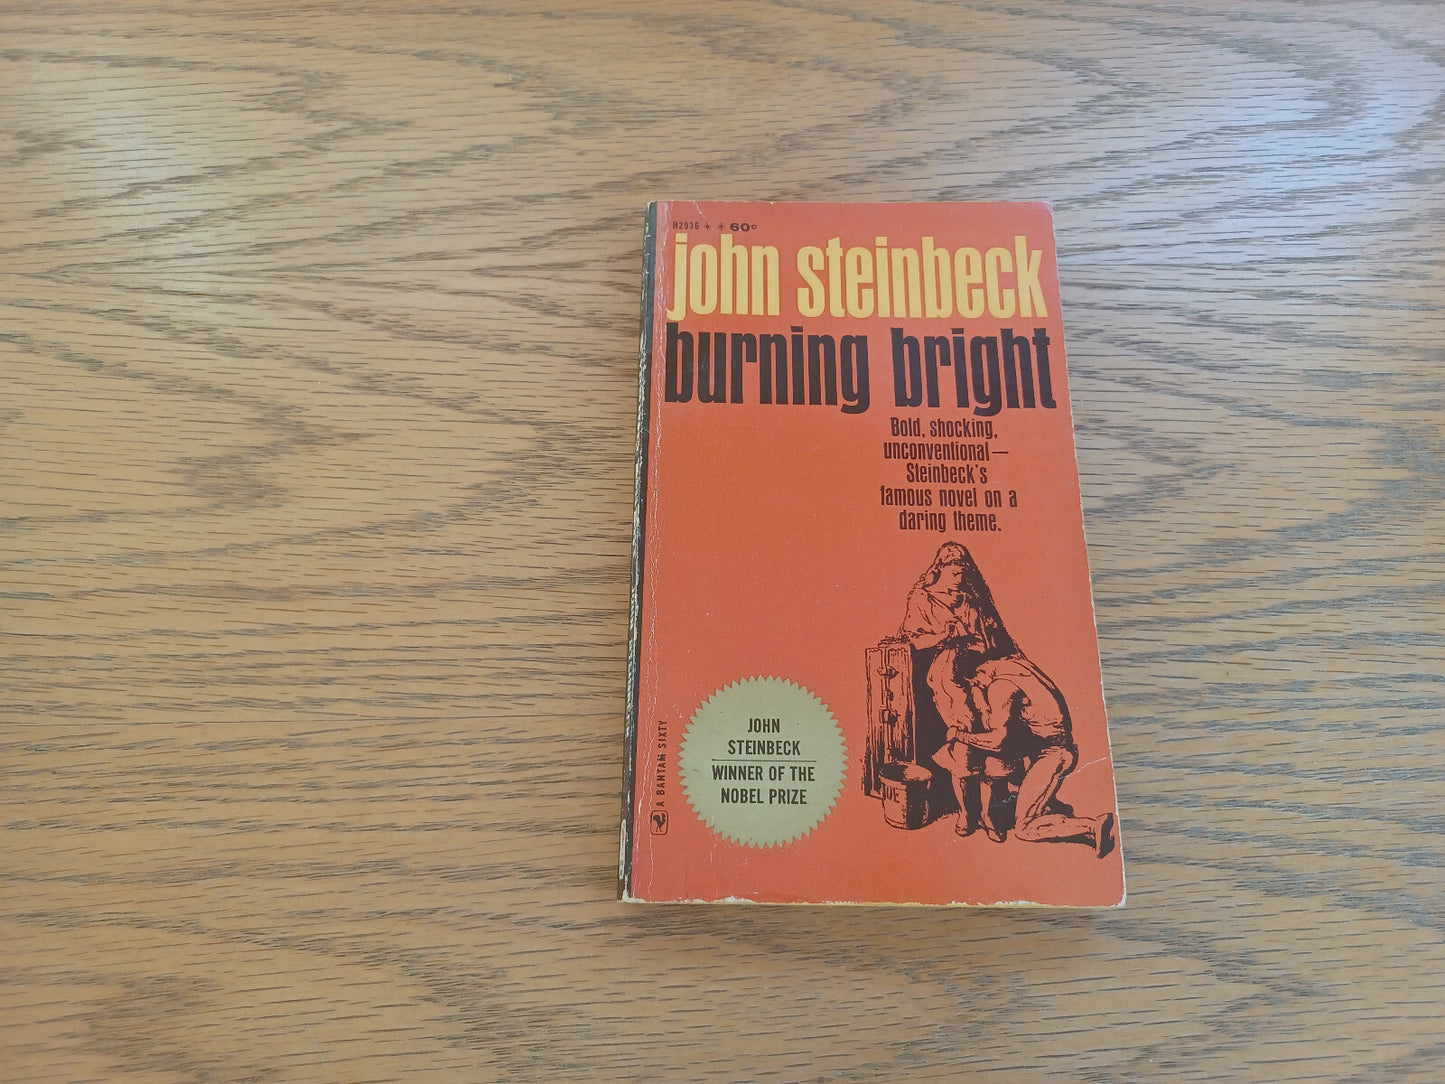 H2936 * * 60c
john steinbeck
burning bright
Bold, shocking,
unconventional—
Steinbeck's
famous novel on a
daring theme.
JOHN
STEINBECK
WINNER OF THE
NOBEL PRIZE
A BANTAM SIXTY